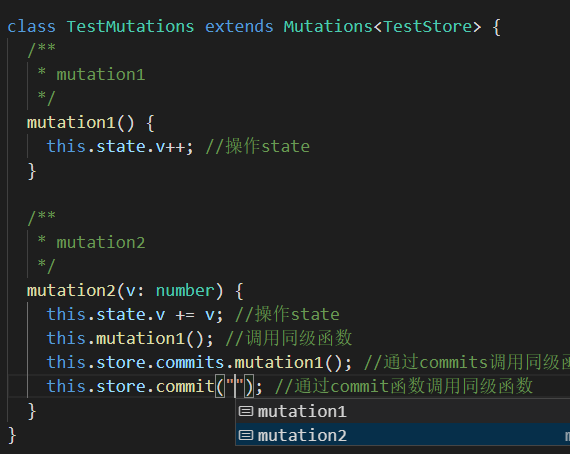 class TestMutations extends Mutations<TestStore> {
/**
* mutation1
*/
mutation1() {
this.state.v++; //操作state
}
/**
* mutation2
*/
mutation2(v: number) {
this.state.v += v; //操作state
this.mutation1(); //调用同级函数
this.store.commits.mutation1(); //通过commits调用同级
this.store.commit(""); //通过commit函数调用同级函数
mutation1
mutation2
}
}